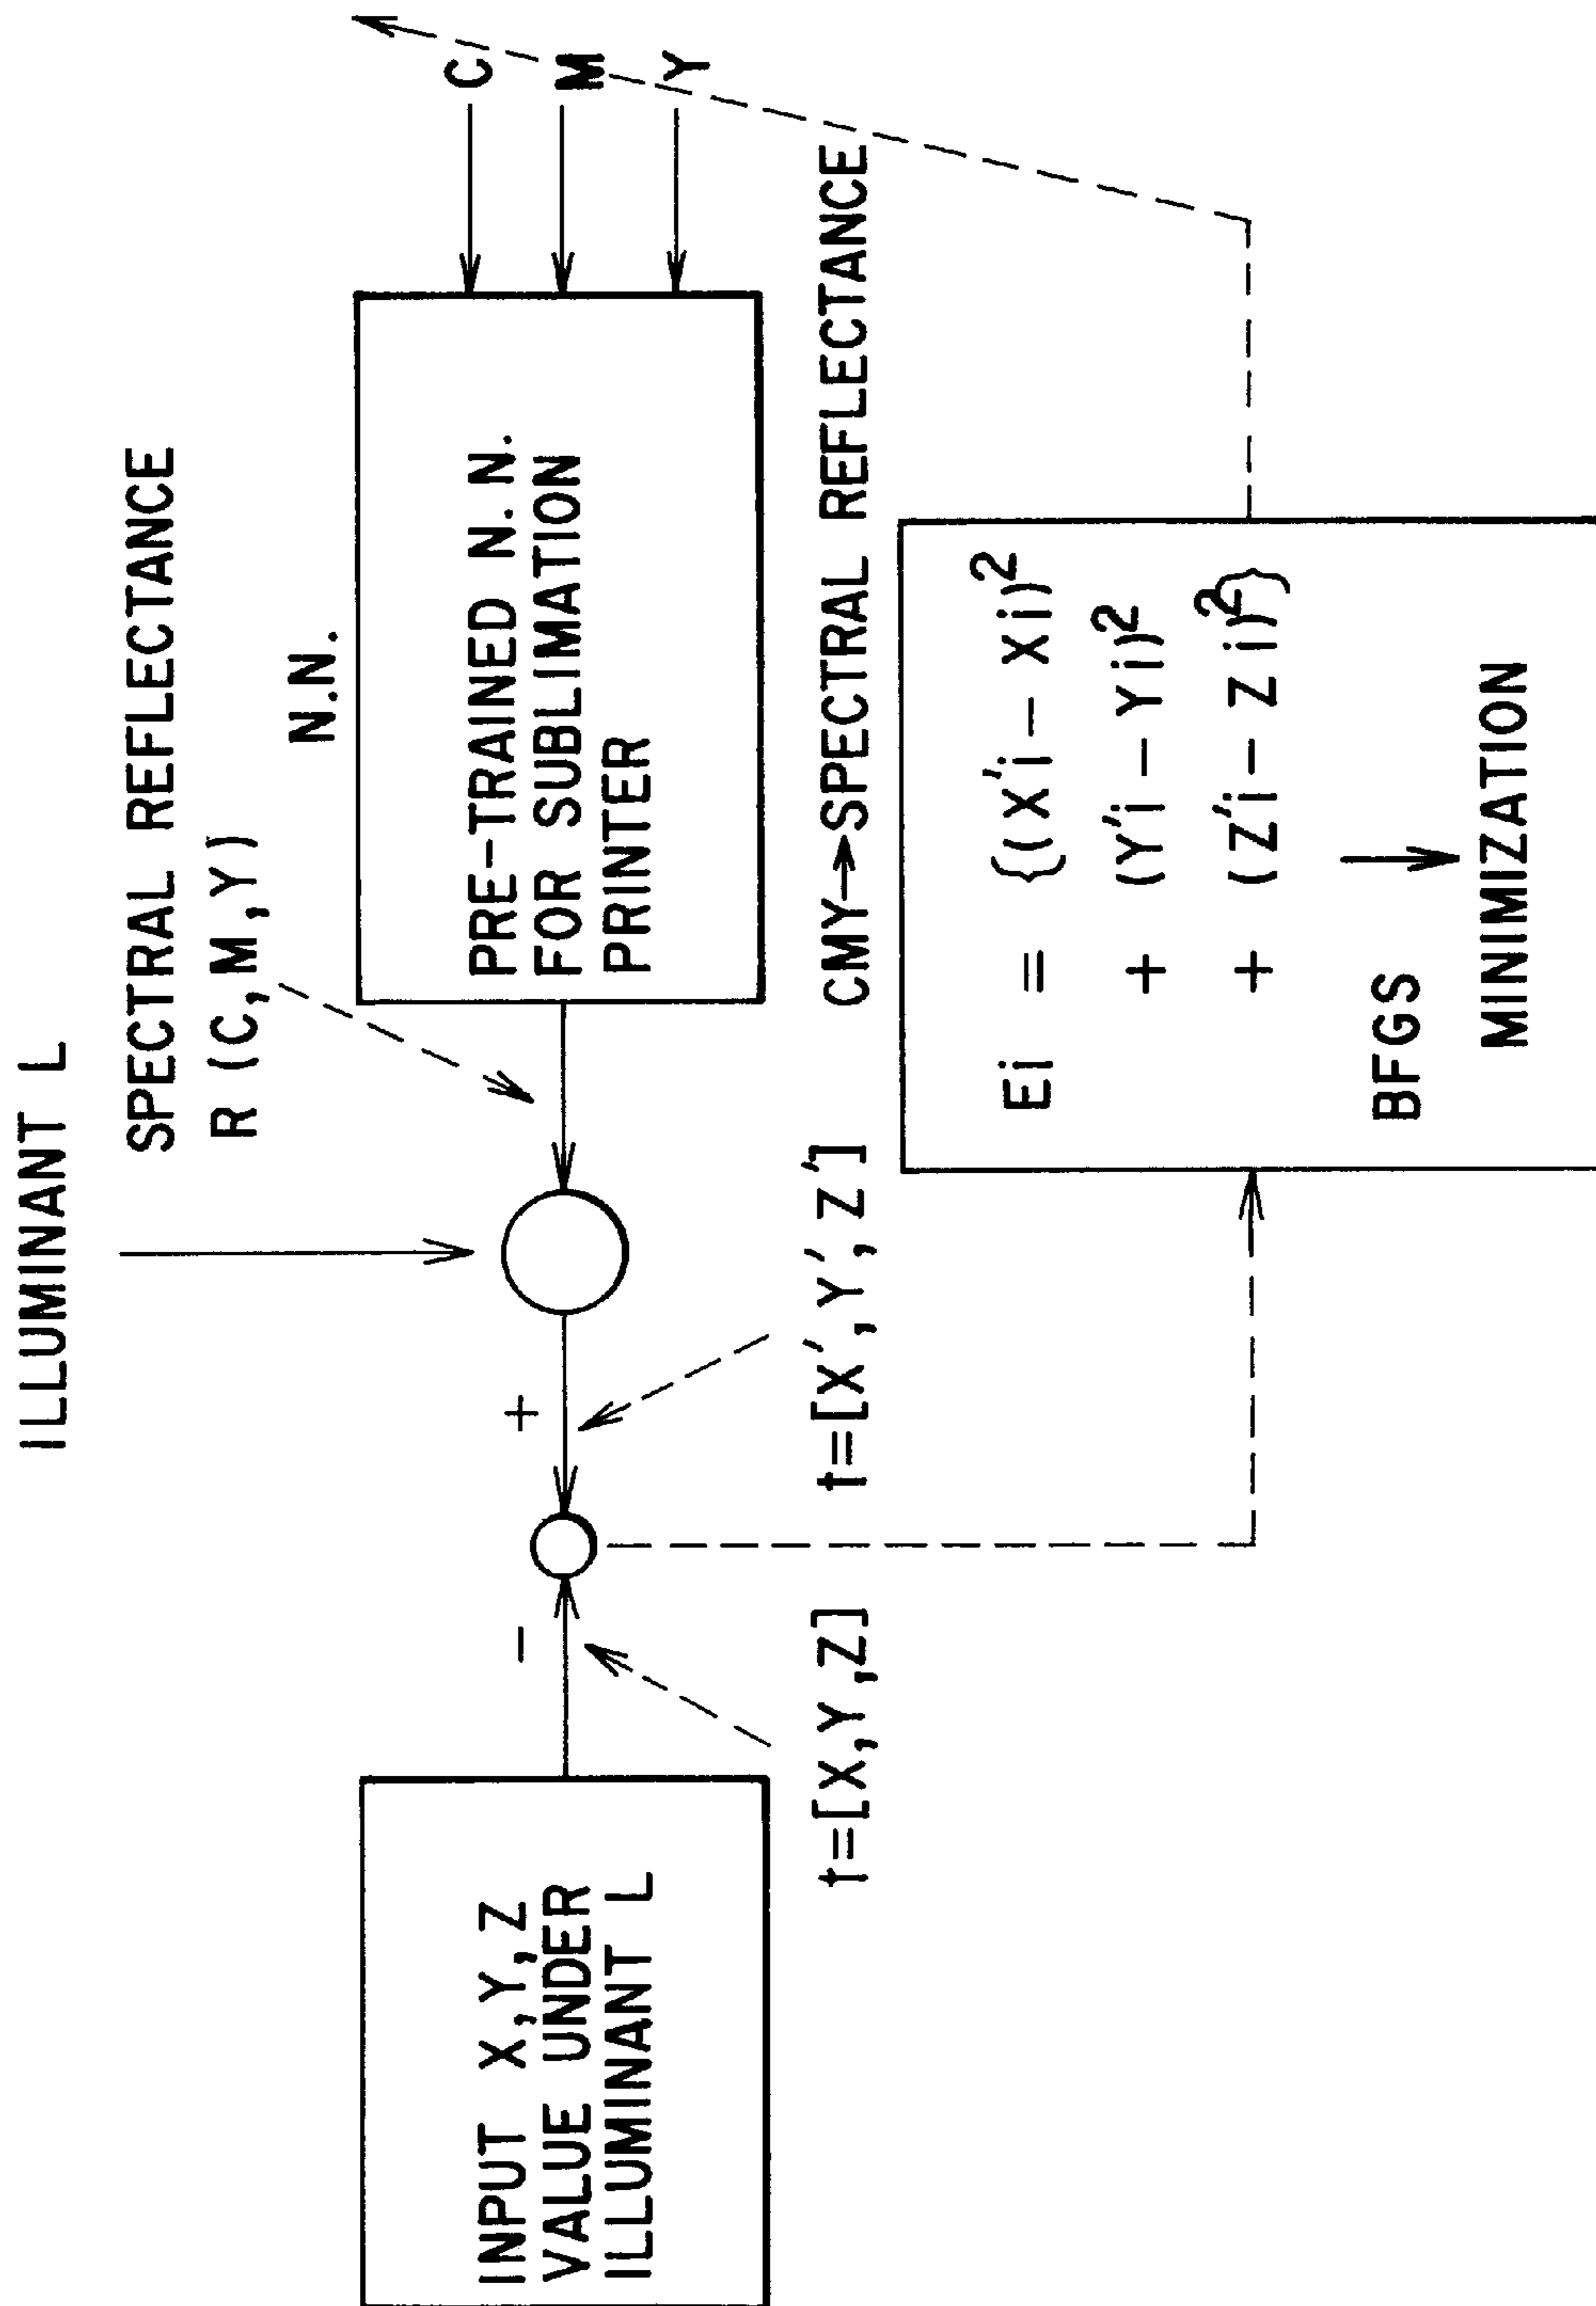 ILLUMINANT L
SPECTRAL REFLECTANCE
R (C,M,Y)
N.N.
INPUT X,Y,Z
VALUE UNDER
ILLUMINANT L
−
+
PRE-TRAINED N.N.
FOR SUBLIMATION
PRINTER
C
M
Y
t=[X,Y,Z]
t=[X',Y',Z']
CMY→SPECTRAL REFLECTANCE
Ei = {(X'i − Xi)²
+ (Y'i − Yi)²
+ (Z'i − Zi)²}
BFGS →
MINIMIZATION